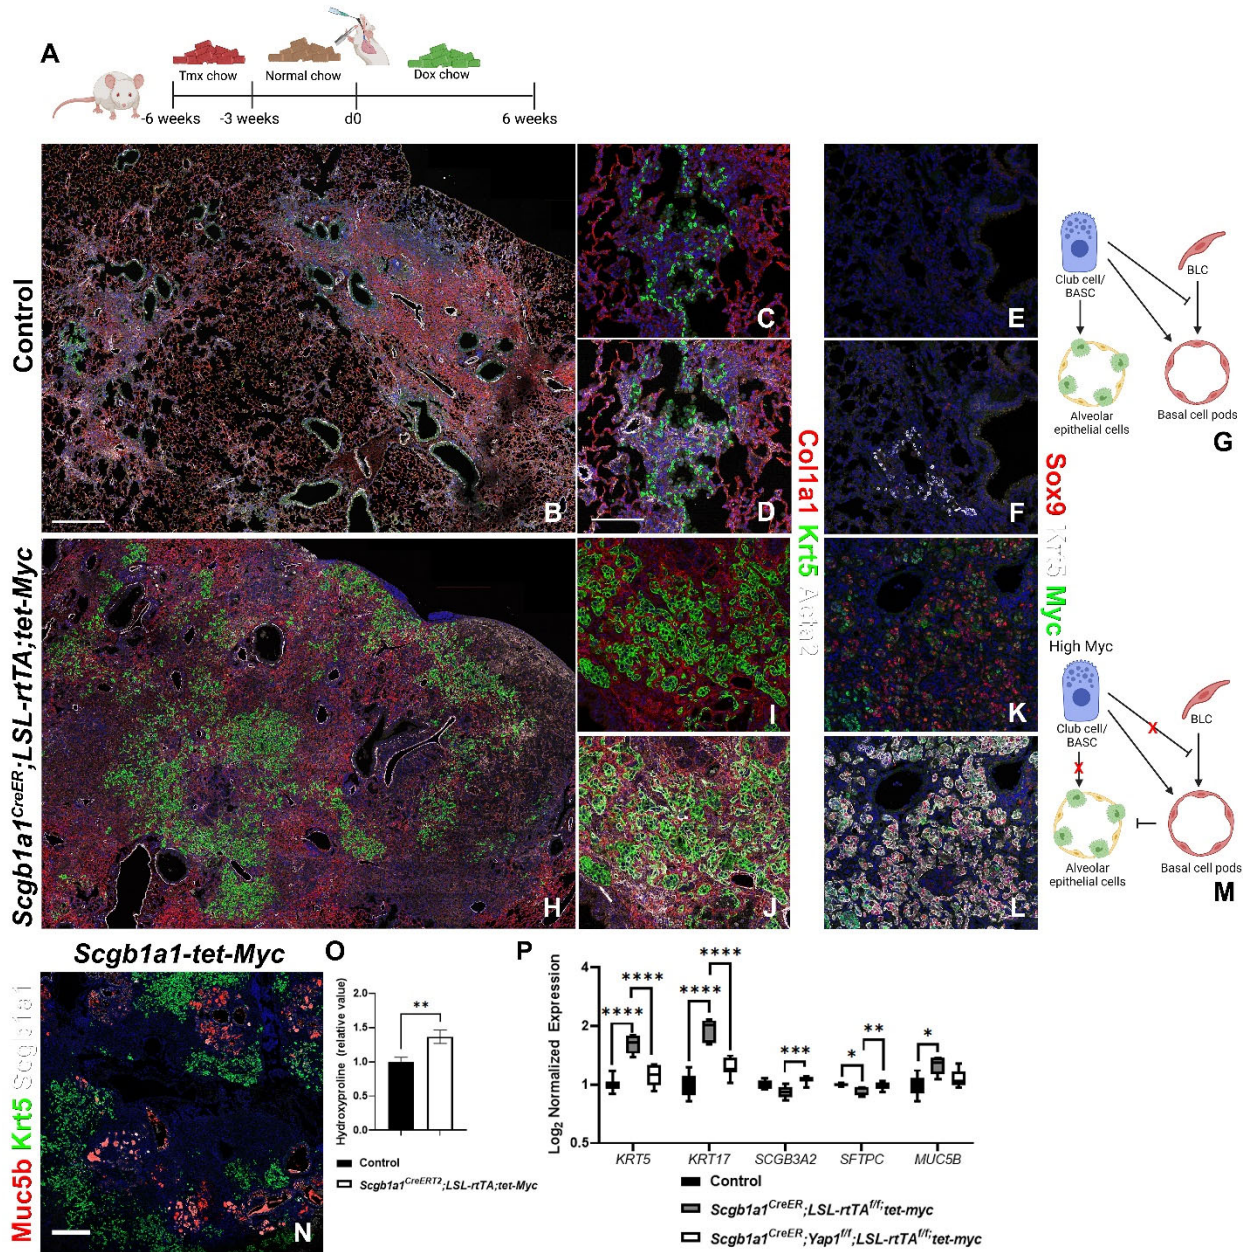 A
Tmx chow
Normal chow
Dox chow
-6 weeks
-3 weeks
d0
6 weeks
Control
B
C
D
Col1a1 Krt5 Acta2
E
F
Sox9 Krt5 Myc
Club cell/
BASC
BLC
Alveolar
epithelial cells
Basal cell pods
G
Scgb1a1CreER;LSL-rtTA;tet-Myc
H
I
J
K
L
High Myc
Club cell/
BASC
BLC
X
X
Alveolar
epithelial cells
Basal cell pods
M
Scgb1a1-tet-Myc
Muc5b Krt5 Scgb1a1
N
O
Hydroxyproline (relative value)
2.0
1.5
1.0
0.5
0.0
**
Control
Scgb1a1CreERT2;LSL-rtTA;tet-Myc
P
Log2 Normalized Expression
4
2
1
0.5
**** ****
**** ****
***
* **
*
KRT5 KRT17 SCGB3A2 SFTPC MUC5B
Control
Scgb1a1CreER;LSL-rtTAf/f;tet-myc
Scgb1a1CreER;Yap1f/f;LSL-rtTAf/f;tet-myc